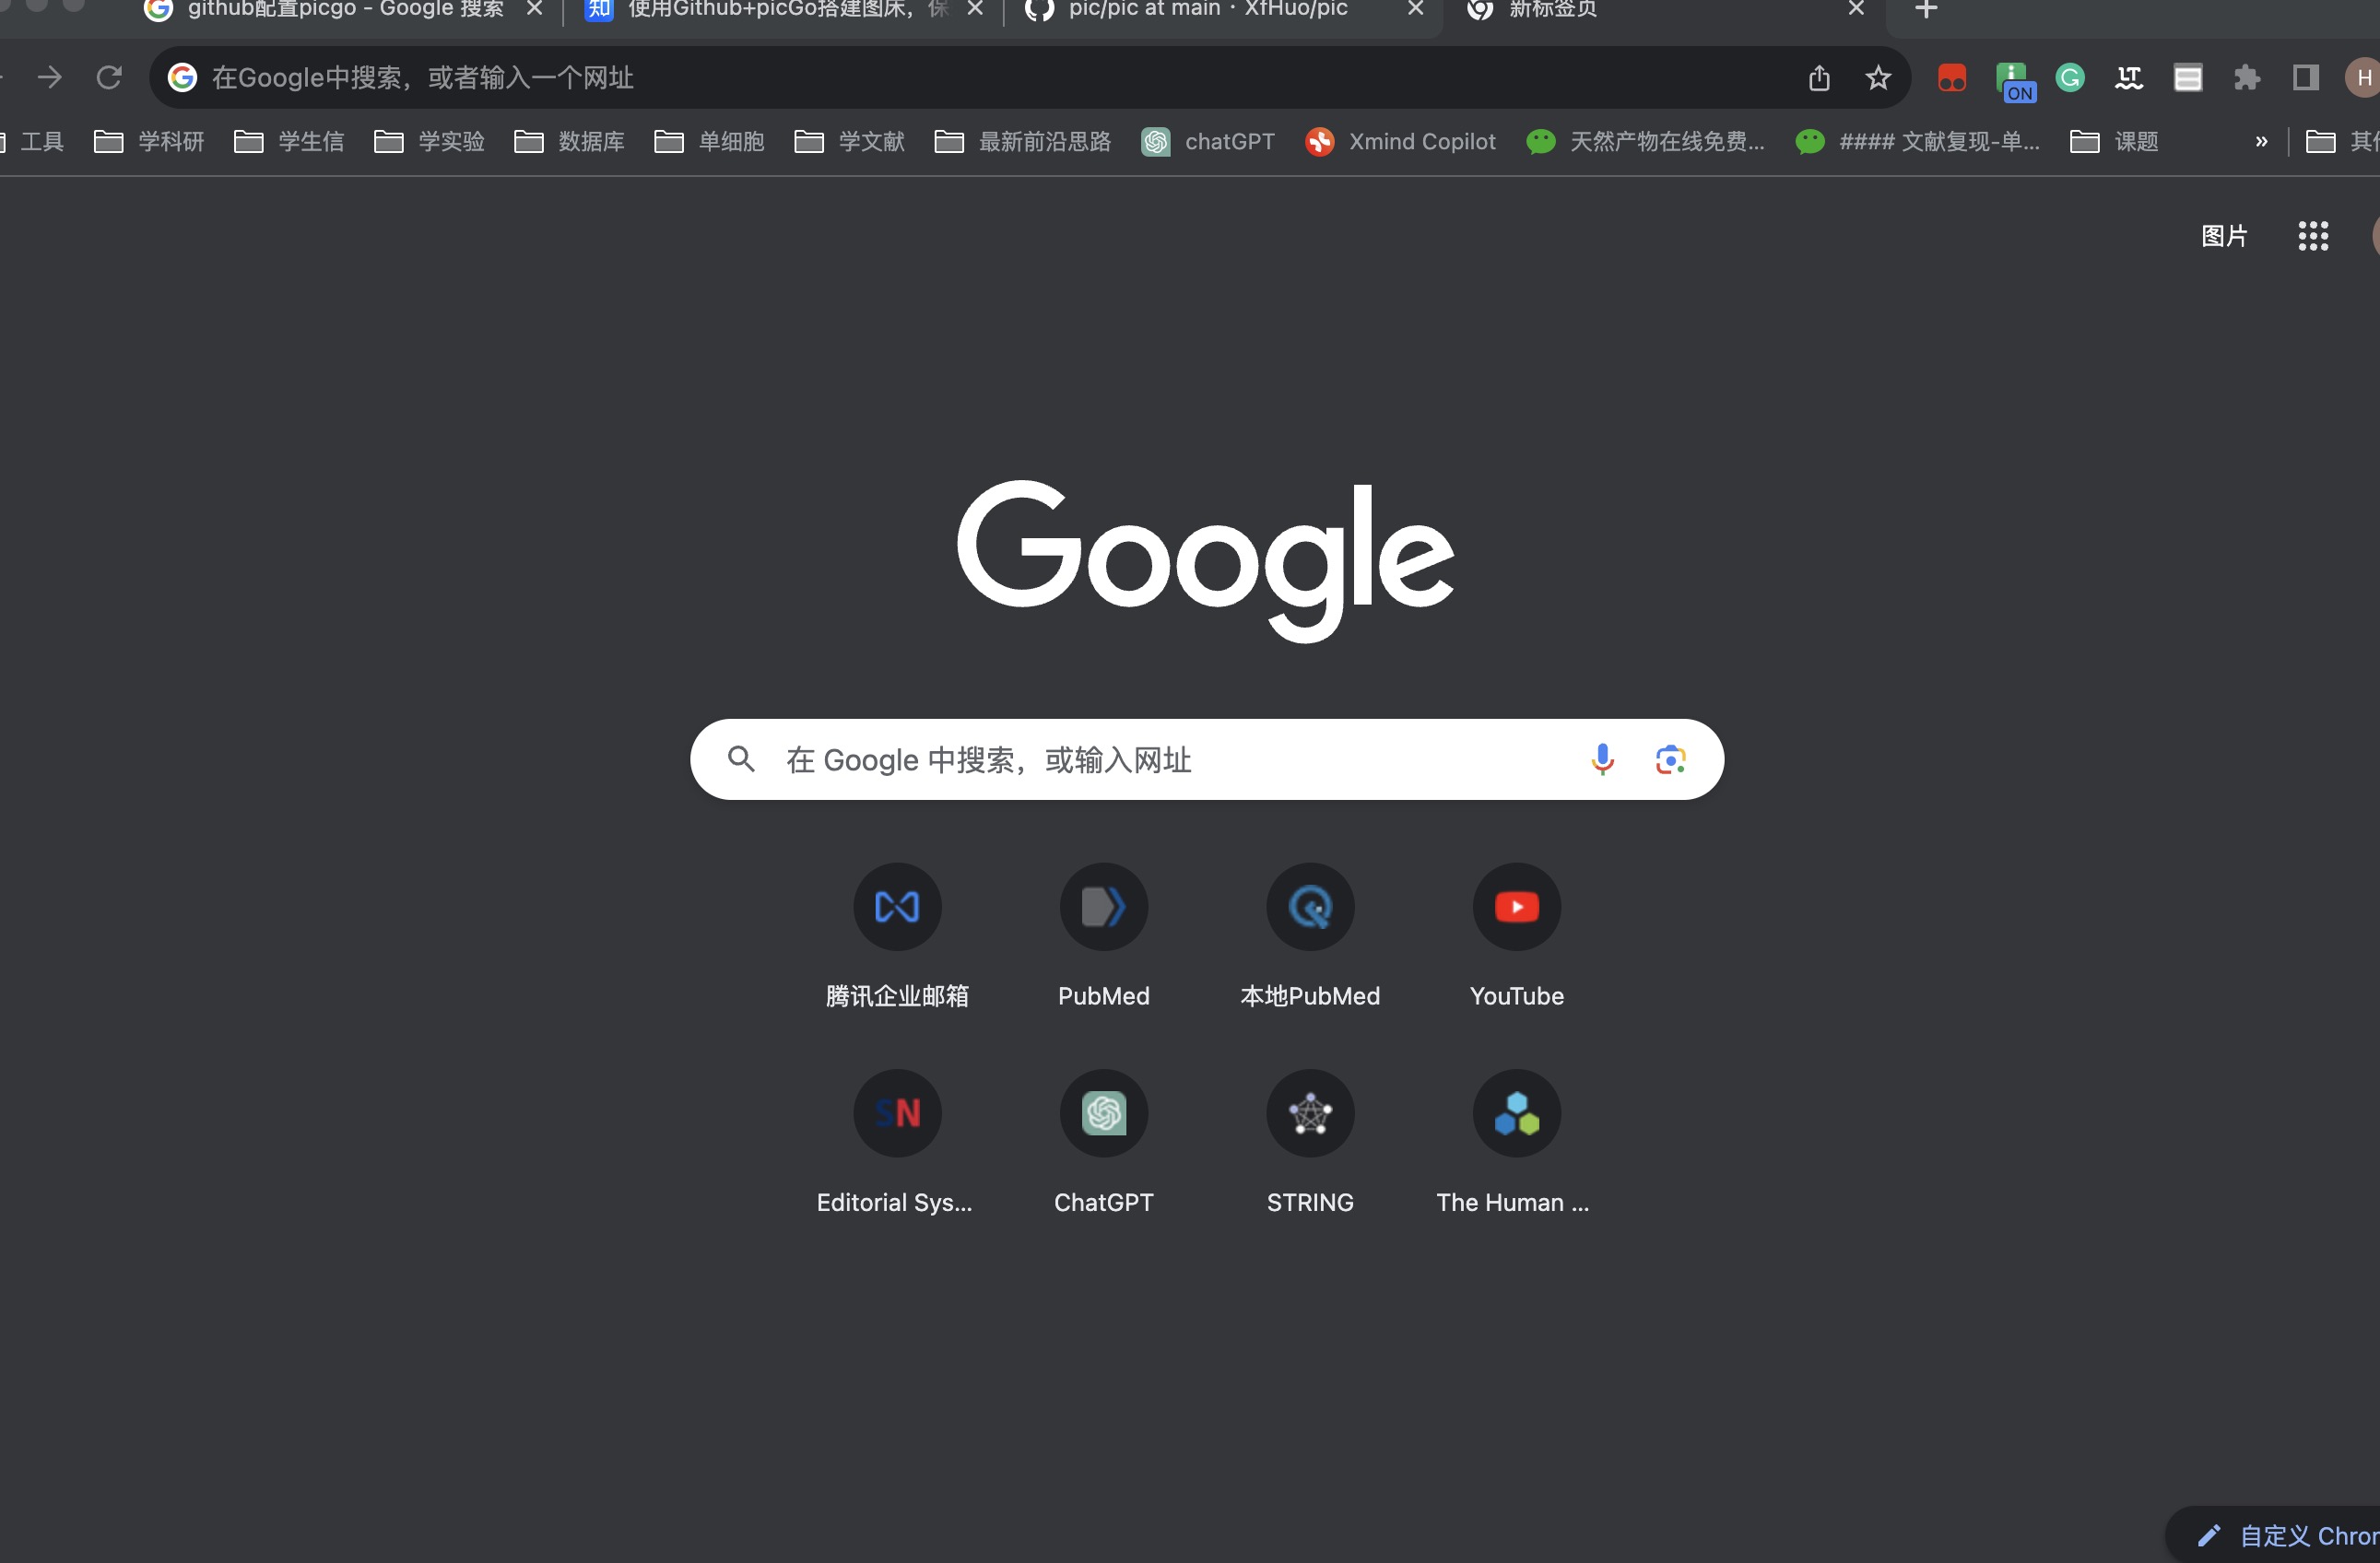 github配置picgo - Google 搜索
知 使用Github+picGo搭建图床，保
pic/pic at main · XfHuo/pic
新标签页
在Google中搜索，或者输入一个网址
ON
LT
H
工具 学科研 学生信 学实验 数据库 单细胞 学文献 最新前沿思路 chatGPT Xmind Copilot 天然产物在线免费... #### 文献复现-单... 课题 » 其他
图片
Google
在 Google 中搜索，或输入网址
腾讯企业邮箱 PubMed 本地PubMed YouTube
SN
Editorial Sys... ChatGPT STRING The Human ...
自定义 Chrom